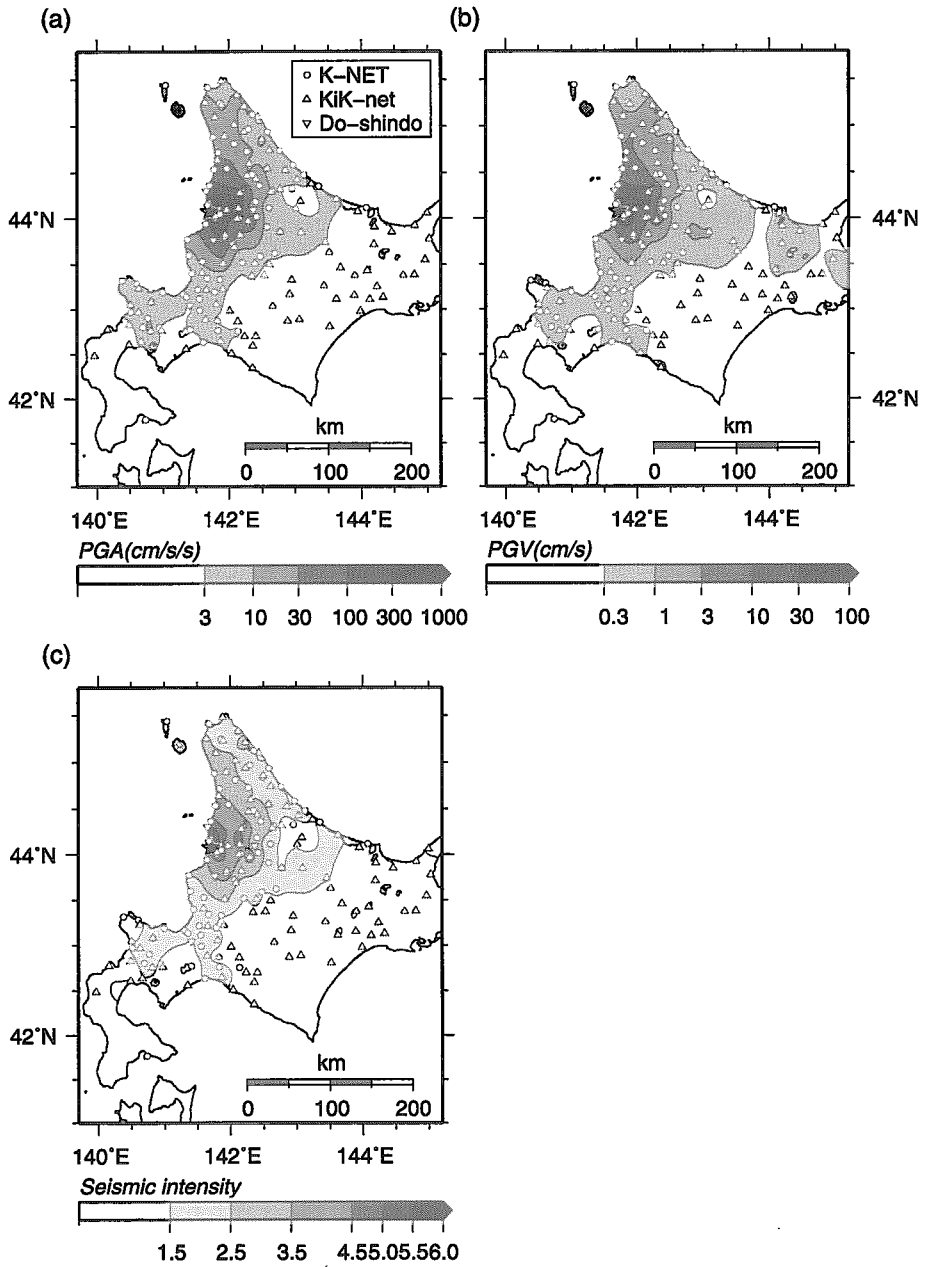 (a)
(b)
140˚E 142˚E 144˚E
140˚E 142˚E 144˚E
K-NET
KiK-net
Do-shindo
44˚N
44˚N
42˚N
42˚N
km
0 100 200
km
0 100 200
PGA(cm/s/s)
3 10 30 100 300 1000
PGV(cm/s)
0.3 1 3 10 30 100
(c)
44˚N
42˚N
km
0 100 200
140˚E 142˚E 144˚E
Seismic intensity
1.5 2.5 3.5 4.55.05.56.0